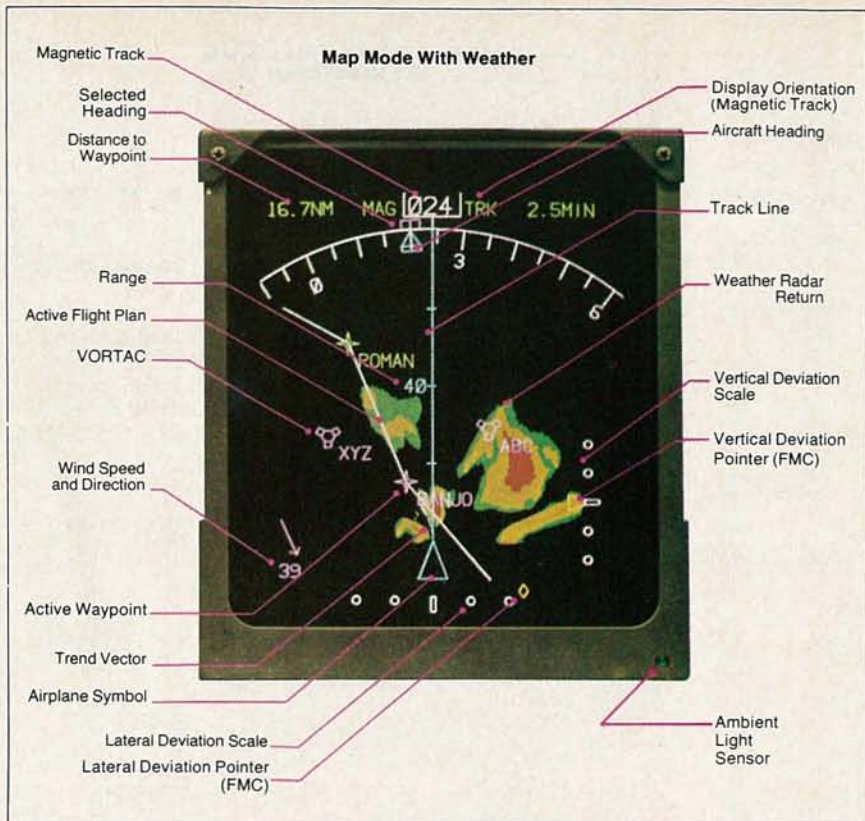 Map Mode With Weather
Magnetic Track
Selected
Heading
Distance to
Waypoint
Range
Active Flight Plan
VORTAC
Wind Speed
and Direction
Active Waypoint
Trend Vector
Airplane Symbol
Lateral Deviation Scale
Lateral Deviation Pointer
(FMC)
Display Orientation
(Magnetic Track)
Aircraft Heading
Track Line
Weather Radar
Return
Vertical Deviation
Scale
Vertical Deviation
Pointer (FMC)
Ambient
Light
Sensor
16.7NM MAG 024 TRK 2.5MIN
0 3 6
ROMAN
40
XYZ
ABC
39